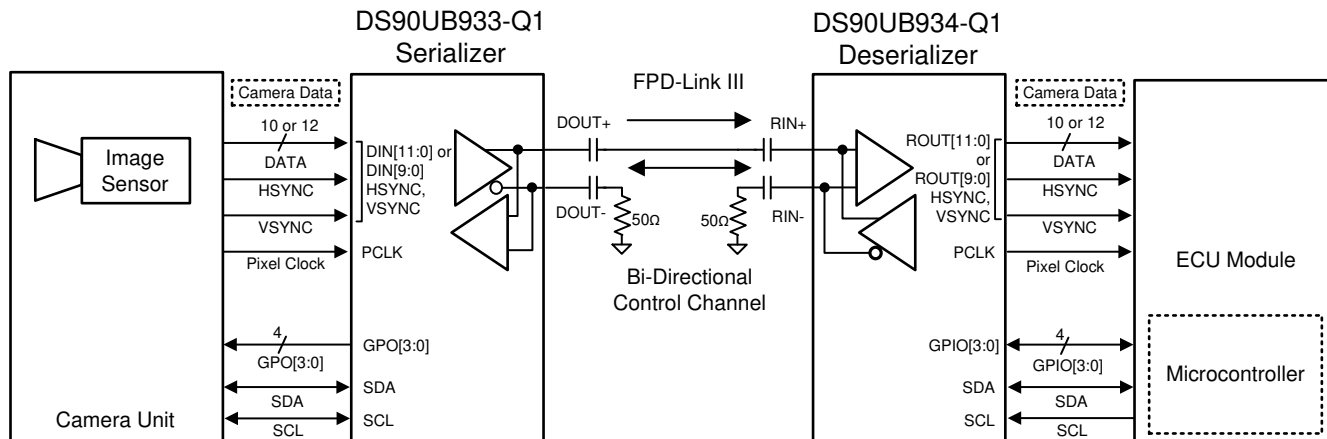 DS90UB933-Q1
Serializer
DS90UB934-Q1
Deserializer
Camera Data
FPD-Link III
Camera Data
Image
Sensor
10 or 12
DATA
HSYNC
VSYNC
Pixel Clock
DIN[11:0] or
DIN[9:0]
HSYNC,
VSYNC
PCLK
DOUT+
DOUT-
50Ω
50Ω
RIN+
RIN-
Bi-Directional
Control Channel
ROUT[11:0]
or
ROUT[9:0]
HSYNC,
VSYNC
PCLK
10 or 12
DATA
HSYNC
VSYNC
Pixel Clock
ECU Module
4
GPO[3:0]
GPO[3:0]
SDA
SDA
SCL
SCL
Camera Unit
GPIO[3:0]
4
GPIO[3:0]
SDA
SDA
SCL
SCL
Microcontroller